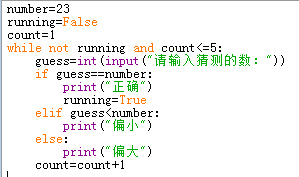 number=23
running=False
count=1
while not running and count<=5:
    guess=int(input("请输入猜测的数："))
    if guess==number:
        print("正确")
        running=True
    elif guess<number:
        print("偏小")
    else:
        print("偏大")
    count=count+1